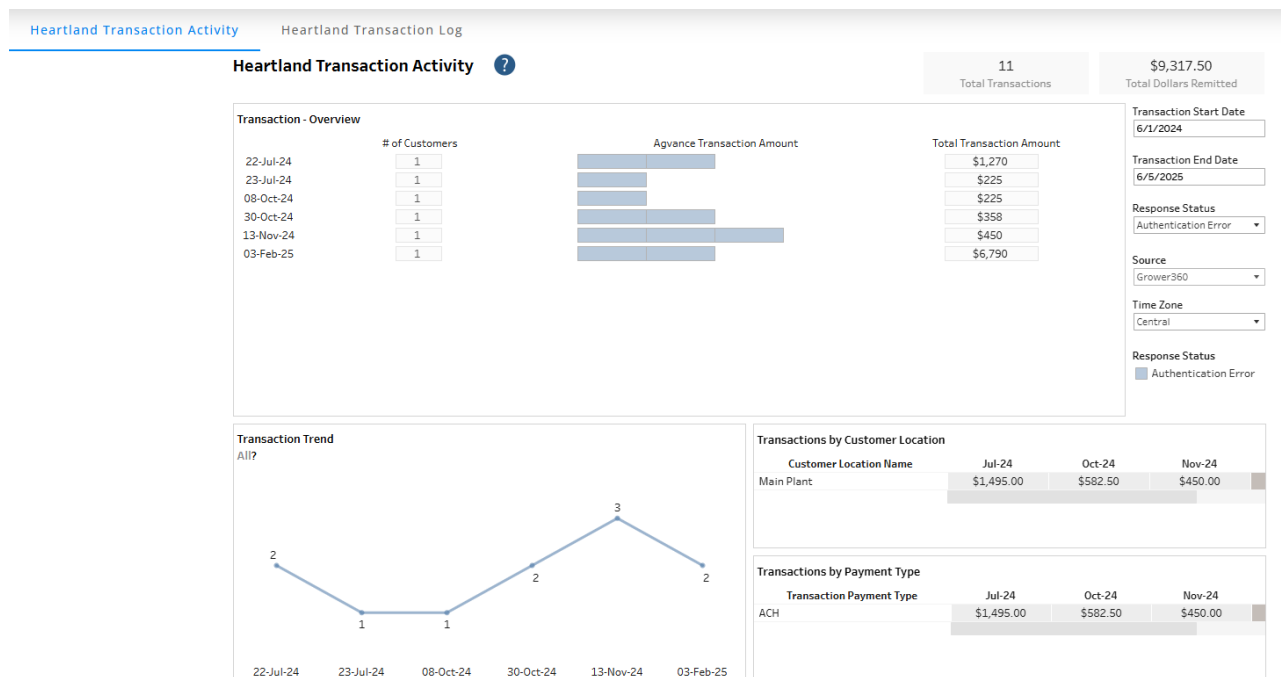 Heartland Transaction Activity Heartland Transaction Log
Heartland Transaction Activity ?
11
Total Transactions
$9,317.50
Total Dollars Remitted
Transaction - Overview
# of Customers Agvance Transaction Amount Total Transaction Amount
22-Jul-24 1 $1,270
23-Jul-24 1 $225
08-Oct-24 1 $225
30-Oct-24 1 $358
13-Nov-24 1 $450
03-Feb-25 1 $6,790
Transaction Start Date
6/1/2024
Transaction End Date
6/5/2025
Response Status
Authentication Error
Source
Grower360
Time Zone
Central
Response Status
Authentication Error
Transaction Trend
All?
2
1
1
2
3
2
22-Jul-24 23-Jul-24 08-Oct-24 30-Oct-24 13-Nov-24 03-Feb-25
Transactions by Customer Location
Customer Location Name Jul-24 Oct-24 Nov-24
Main Plant $1,495.00 $582.50 $450.00
Transactions by Payment Type
Transaction Payment Type Jul-24 Oct-24 Nov-24
ACH $1,495.00 $582.50 $450.00